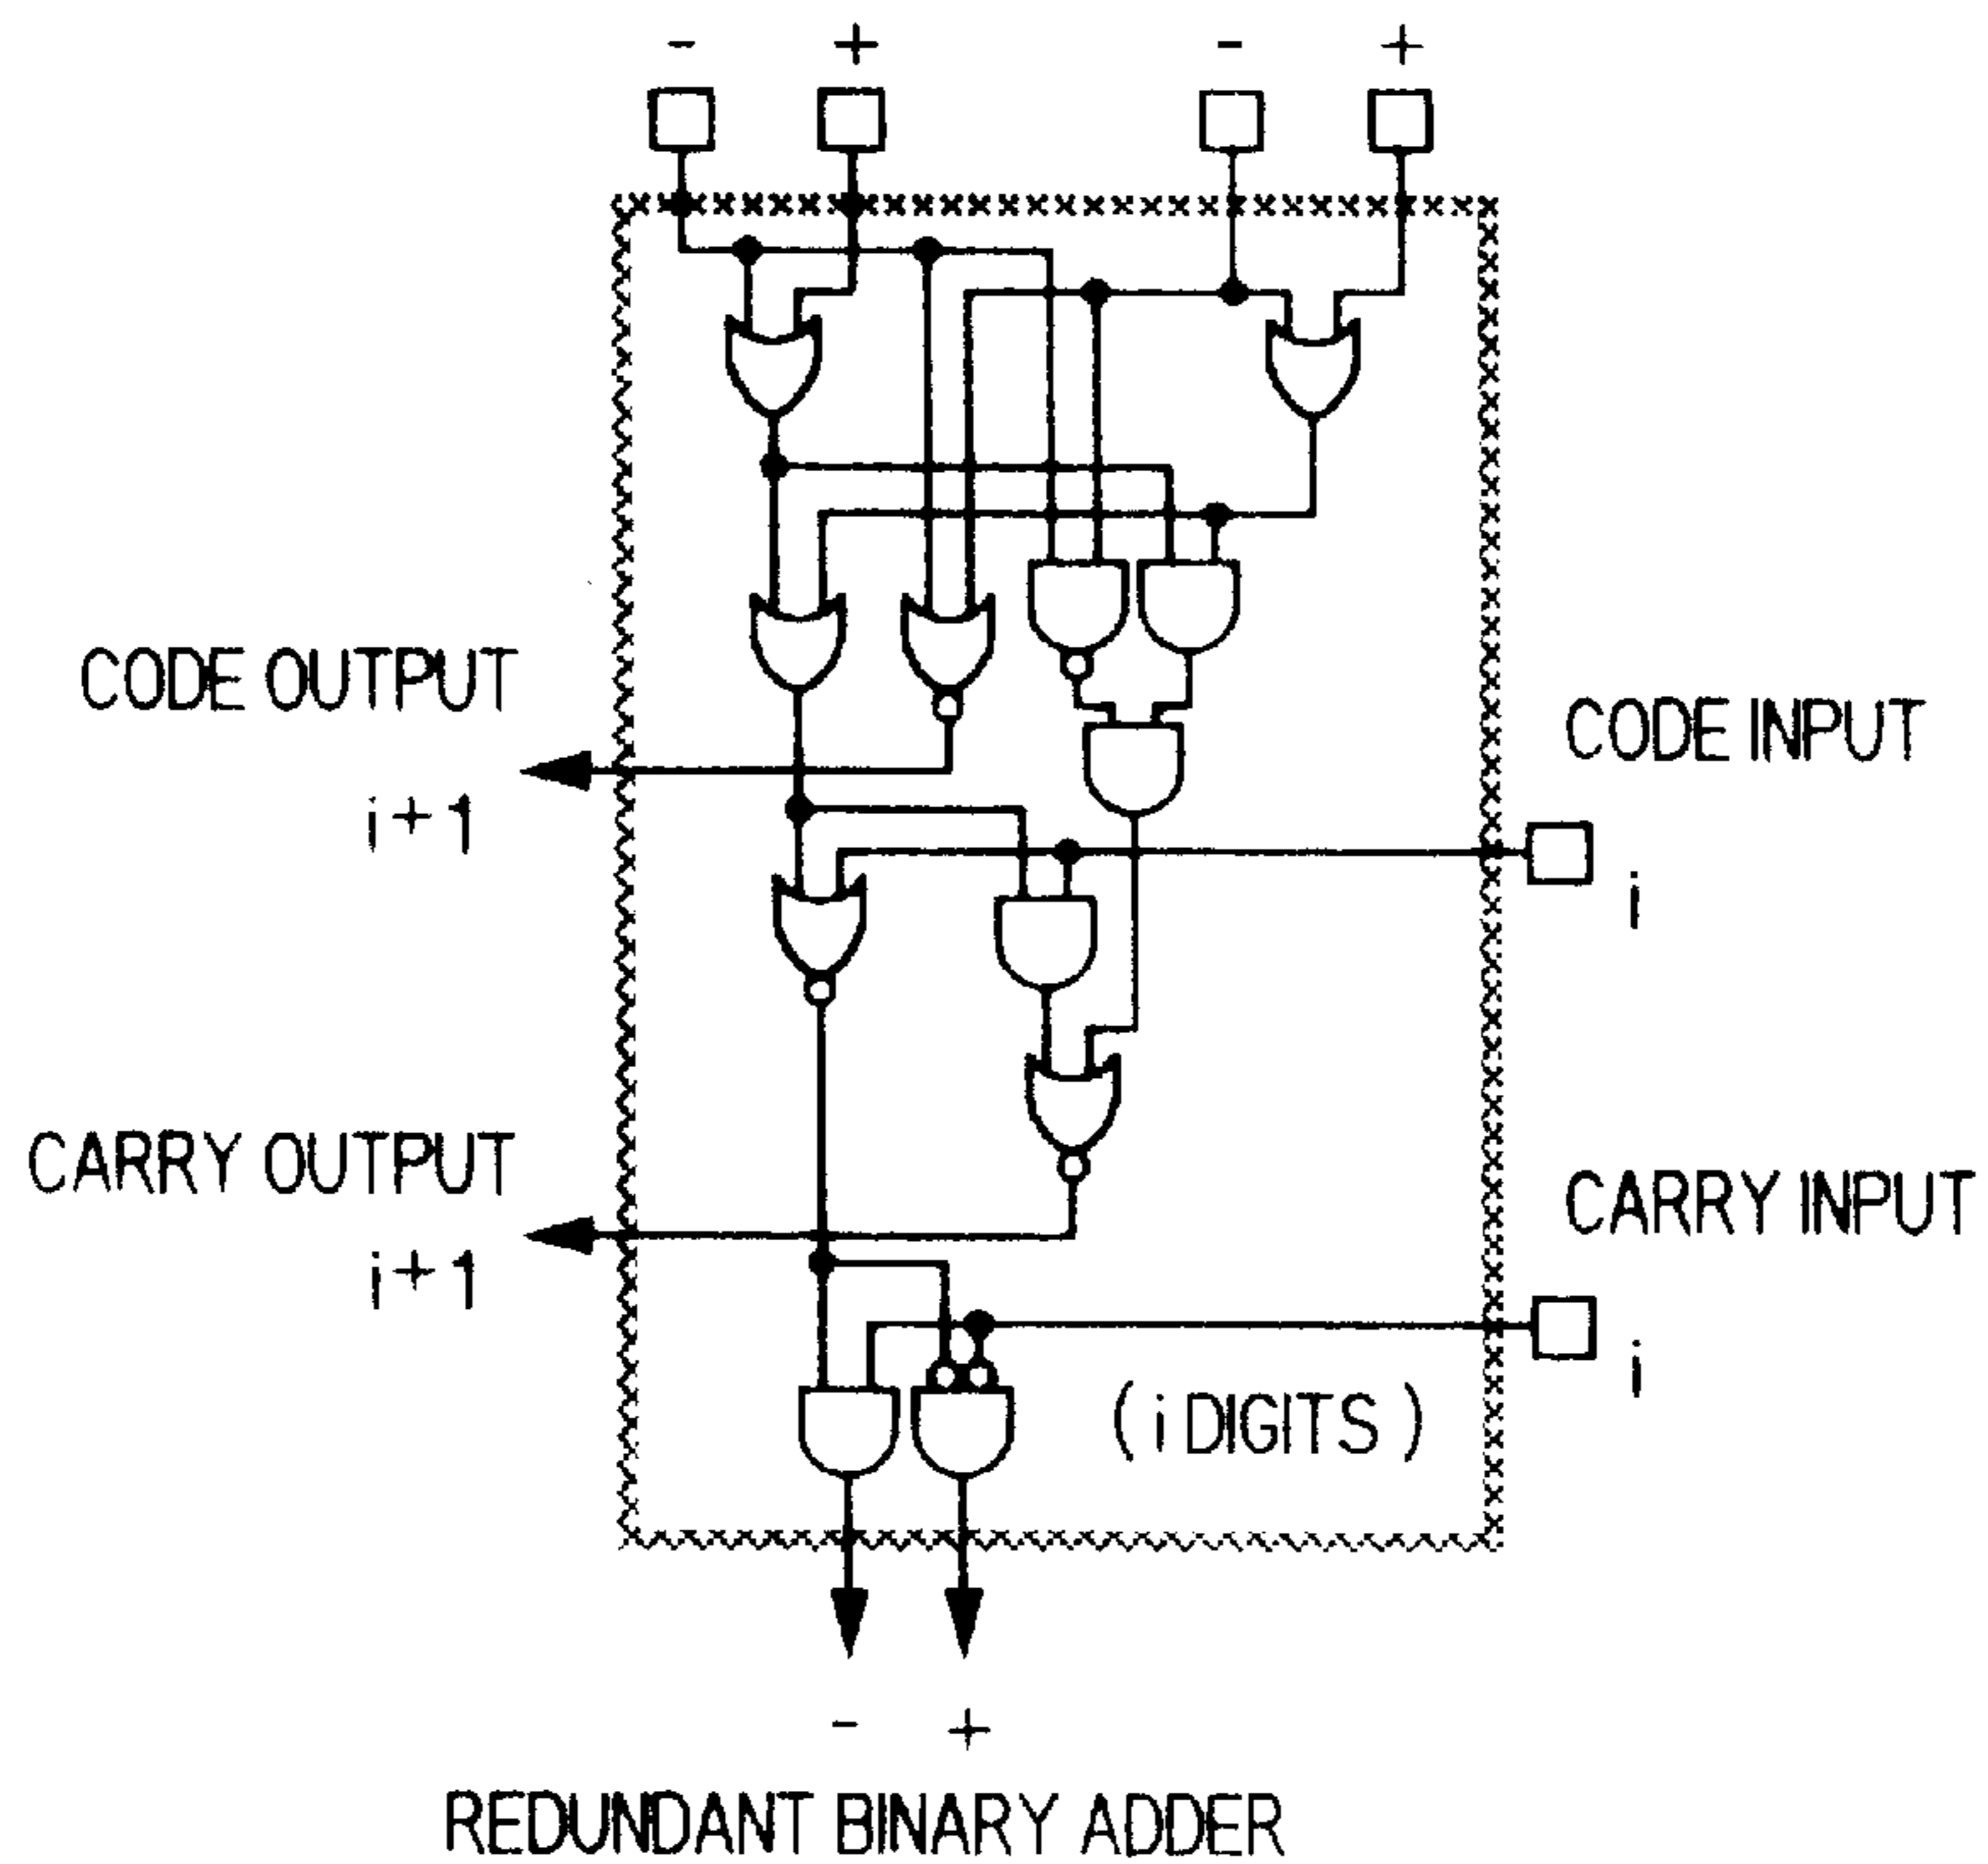 - + - +
CODE OUTPUT
i+1
CODE INPUT
i
CARRY OUTPUT
i+1
CARRY INPUT
i
(i DIGITS)
- +
REDUNDANT BINARY ADDER